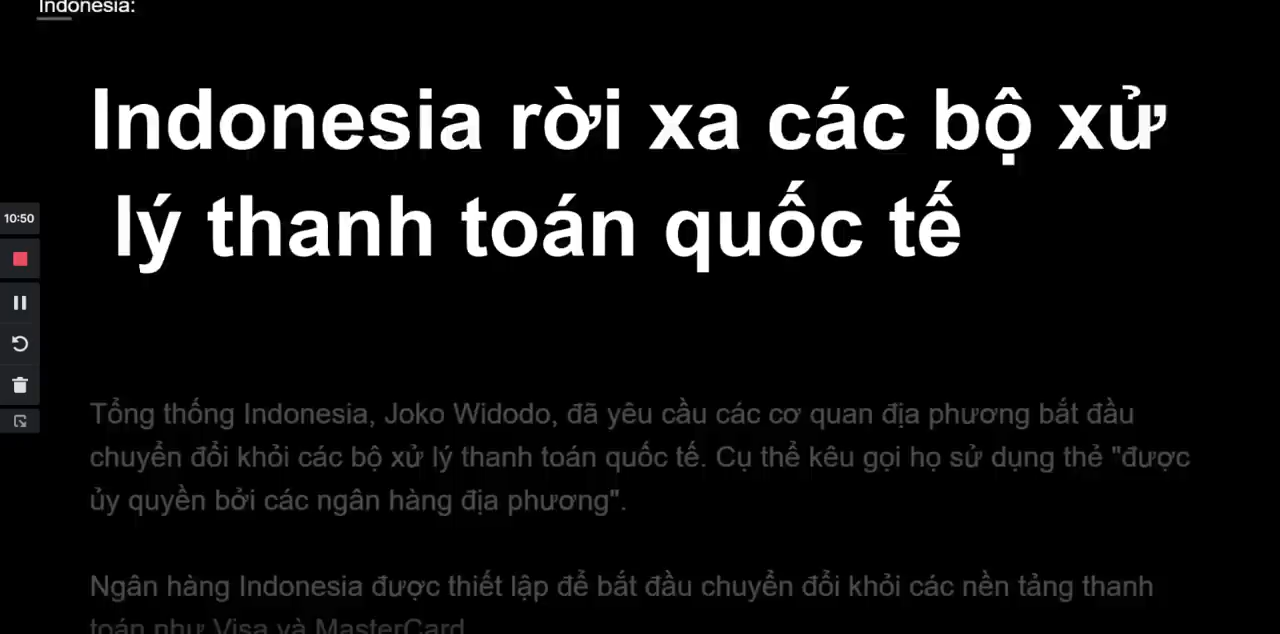 Indonesia:
Indonesia rời xa các bộ xử
lý thanh toán quốc tế
10:50
Tổng thống Indonesia, Joko Widodo, đã yêu cầu các cơ quan địa phương bắt đầu
chuyển đổi khỏi các bộ xử lý thanh toán quốc tế. Cụ thể kêu gọi họ sử dụng thẻ "được
ủy quyền bởi các ngân hàng địa phương".
Ngân hàng Indonesia được thiết lập để bắt đầu chuyển đổi khỏi các nền tảng thanh
toán như Visa và MasterCard